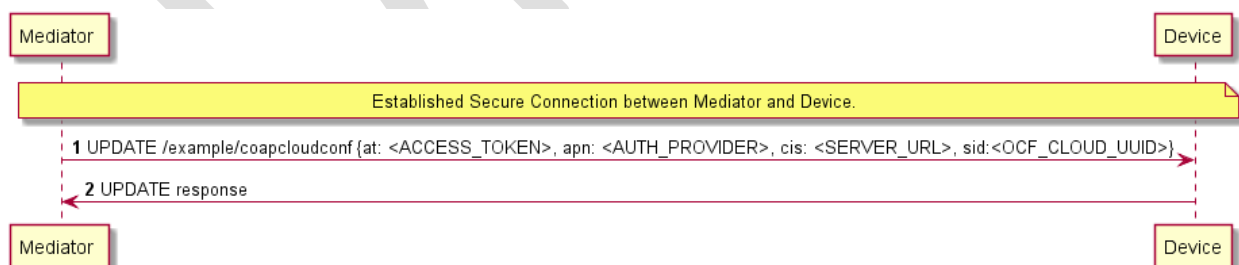 Mediator
Device
Established Secure Connection between Mediator and Device.
1 UPDATE /example/coapcloudconf {at: <ACCESS_TOKEN>, apn: <AUTH_PROVIDER>, cis: <SERVER_URL>, sid:<OCF_CLOUD_UUID>}
2 UPDATE response
Mediator
Device